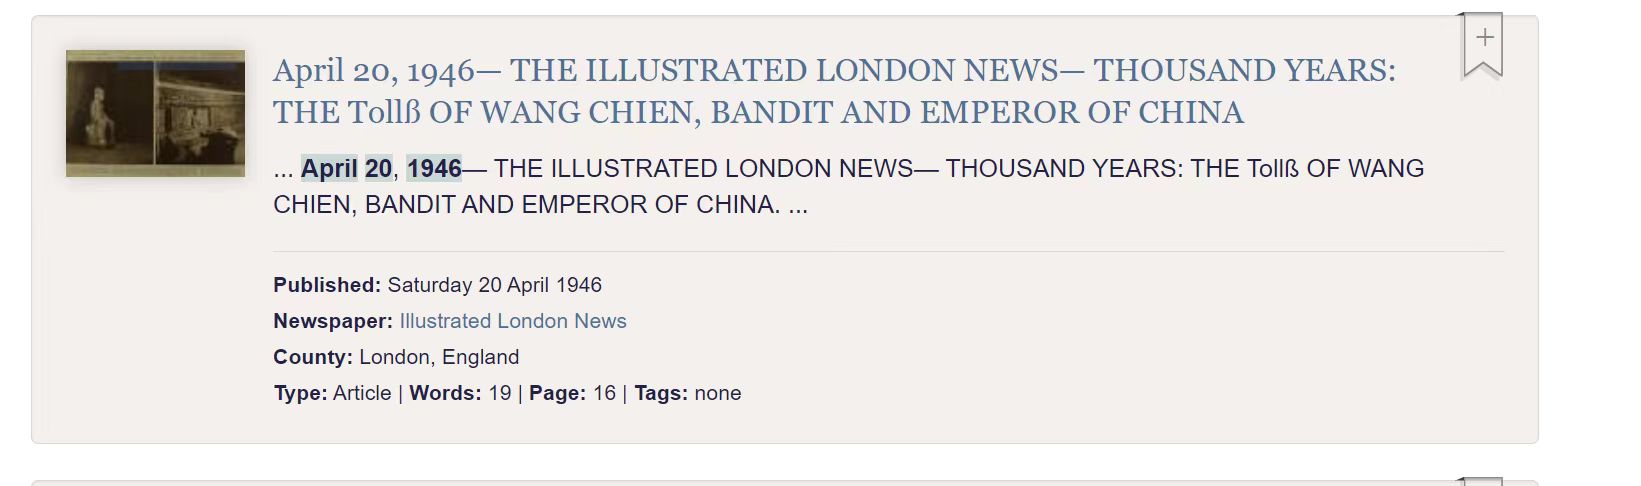 April 20, 1946— THE ILLUSTRATED LONDON NEWS— THOUSAND YEARS:
THE Tollß OF WANG CHIEN, BANDIT AND EMPEROR OF CHINA
... April 20, 1946— THE ILLUSTRATED LONDON NEWS— THOUSAND YEARS: THE Tollß OF WANG
CHIEN, BANDIT AND EMPEROR OF CHINA. ...
Published: Saturday 20 April 1946
Newspaper: Illustrated London News
County: London, England
Type: Article | Words: 19 | Page: 16 | Tags: none